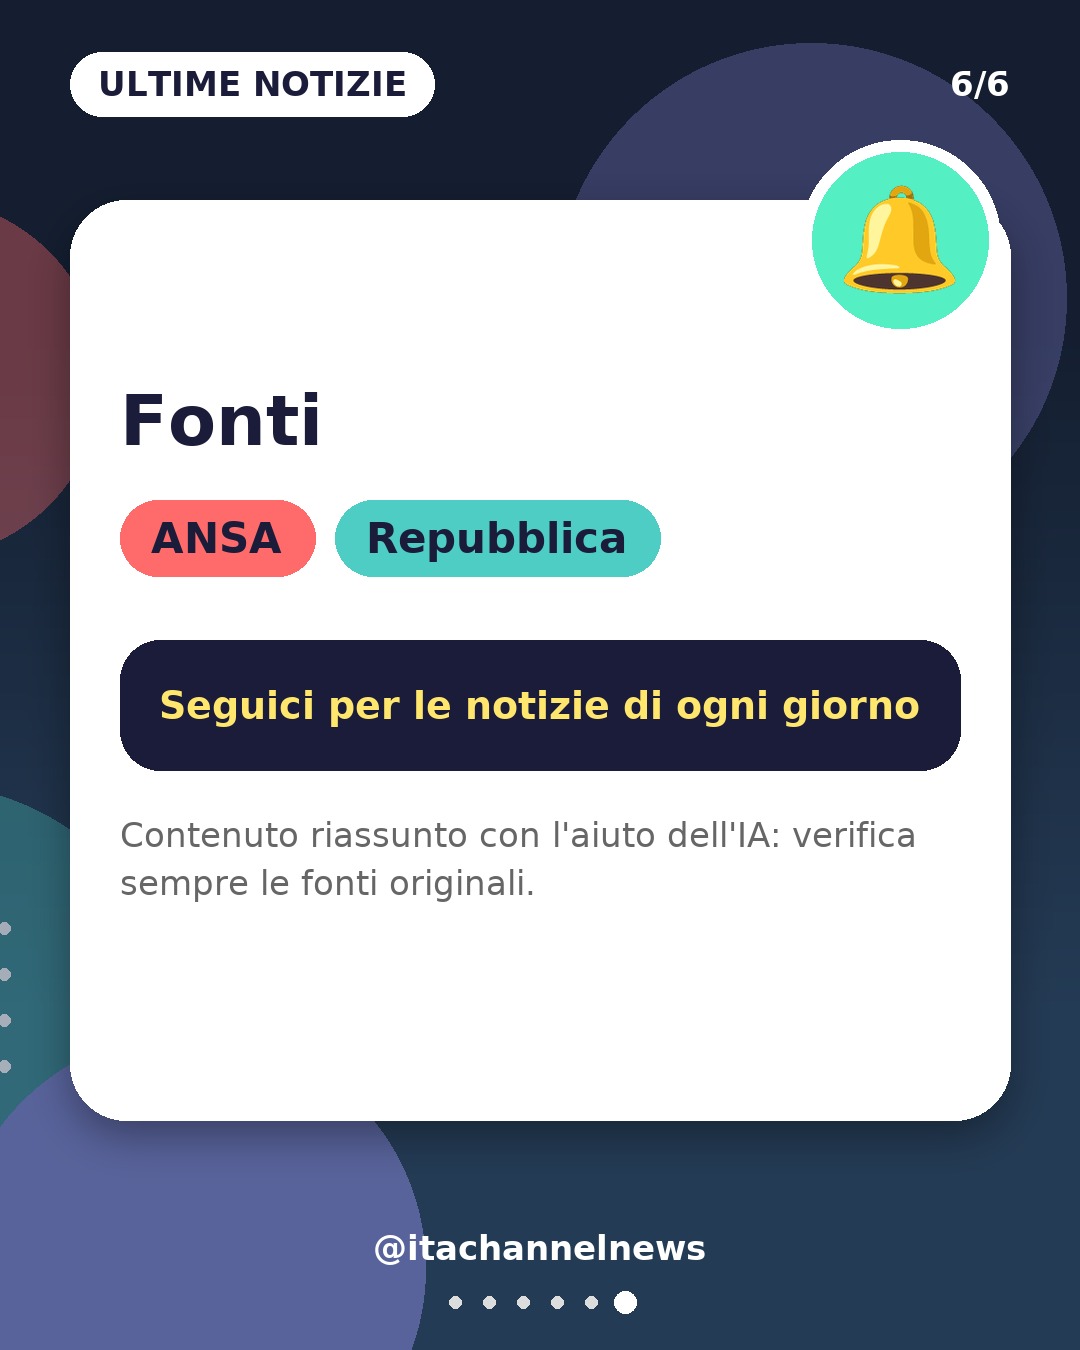 ULTIME NOTIZIE
6/6
Fonti
ANSA
Repubblica
Seguici per le notizie di ogni giorno
Contenuto riassunto con l'aiuto dell'IA: verifica
sempre le fonti originali.
@itachannelnews